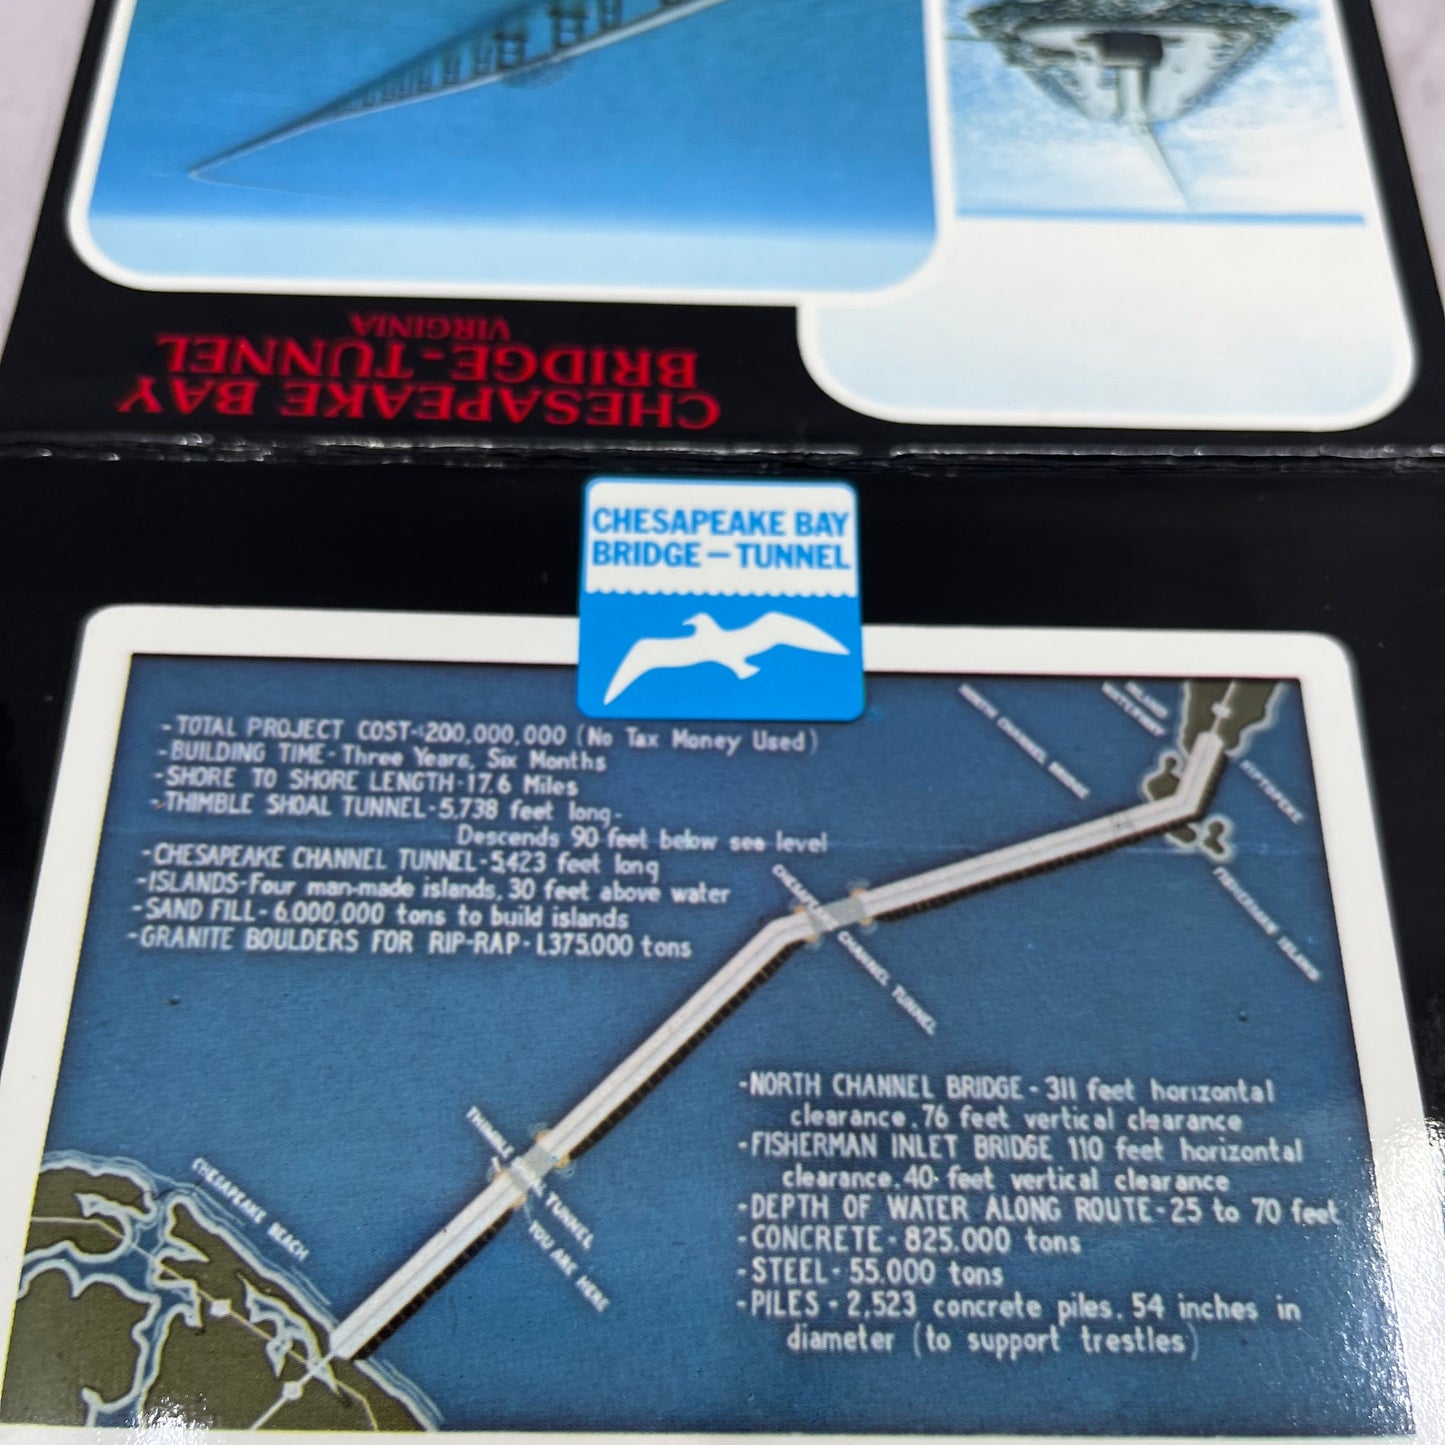 CHESAPEAKE BAY
BRIDGE-TUNNEL
VIRGINIA
CHESAPEAKE BAY
BRIDGE–TUNNEL
-TOTAL PROJECT COST-$200,000,000 (No Tax Money Used)
-BUILDING TIME-Three Years, Six Months
-SHORE TO SHORE LENGTH-17.6 Miles
-THIMBLE SHOAL TUNNEL-5,738 feet long-
Descends 90 feet below sea level
-CHESAPEAKE CHANNEL TUNNEL-5,423 feet long
-ISLANDS-Four man-made islands, 30 feet above water
-SAND FILL-6,000,000 tons to build islands
-GRANITE BOULDERS FOR RIP-RAP-1,375,000 tons
NORTH CHANNEL BRIDGE
INLAND
WATERWAY
KIPTOPEKE
FISHERMANS ISLAND
CHESAPEAKE CHANNEL TUNNEL
THIMBLE SHOAL TUNNEL
YOU ARE HERE
CHESAPEAKE BEACH
-NORTH CHANNEL BRIDGE - 311 feet horizontal
clearance, 76 feet vertical clearance
-FISHERMAN INLET BRIDGE 110 feet horizontal
clearance, 40 feet vertical clearance
-DEPTH OF WATER ALONG ROUTE-25 to 70 feet
-CONCRETE-825,000 tons
-STEEL-55,000 tons
-PILES - 2,523 concrete piles, 54 inches in
diameter (to support trestles)